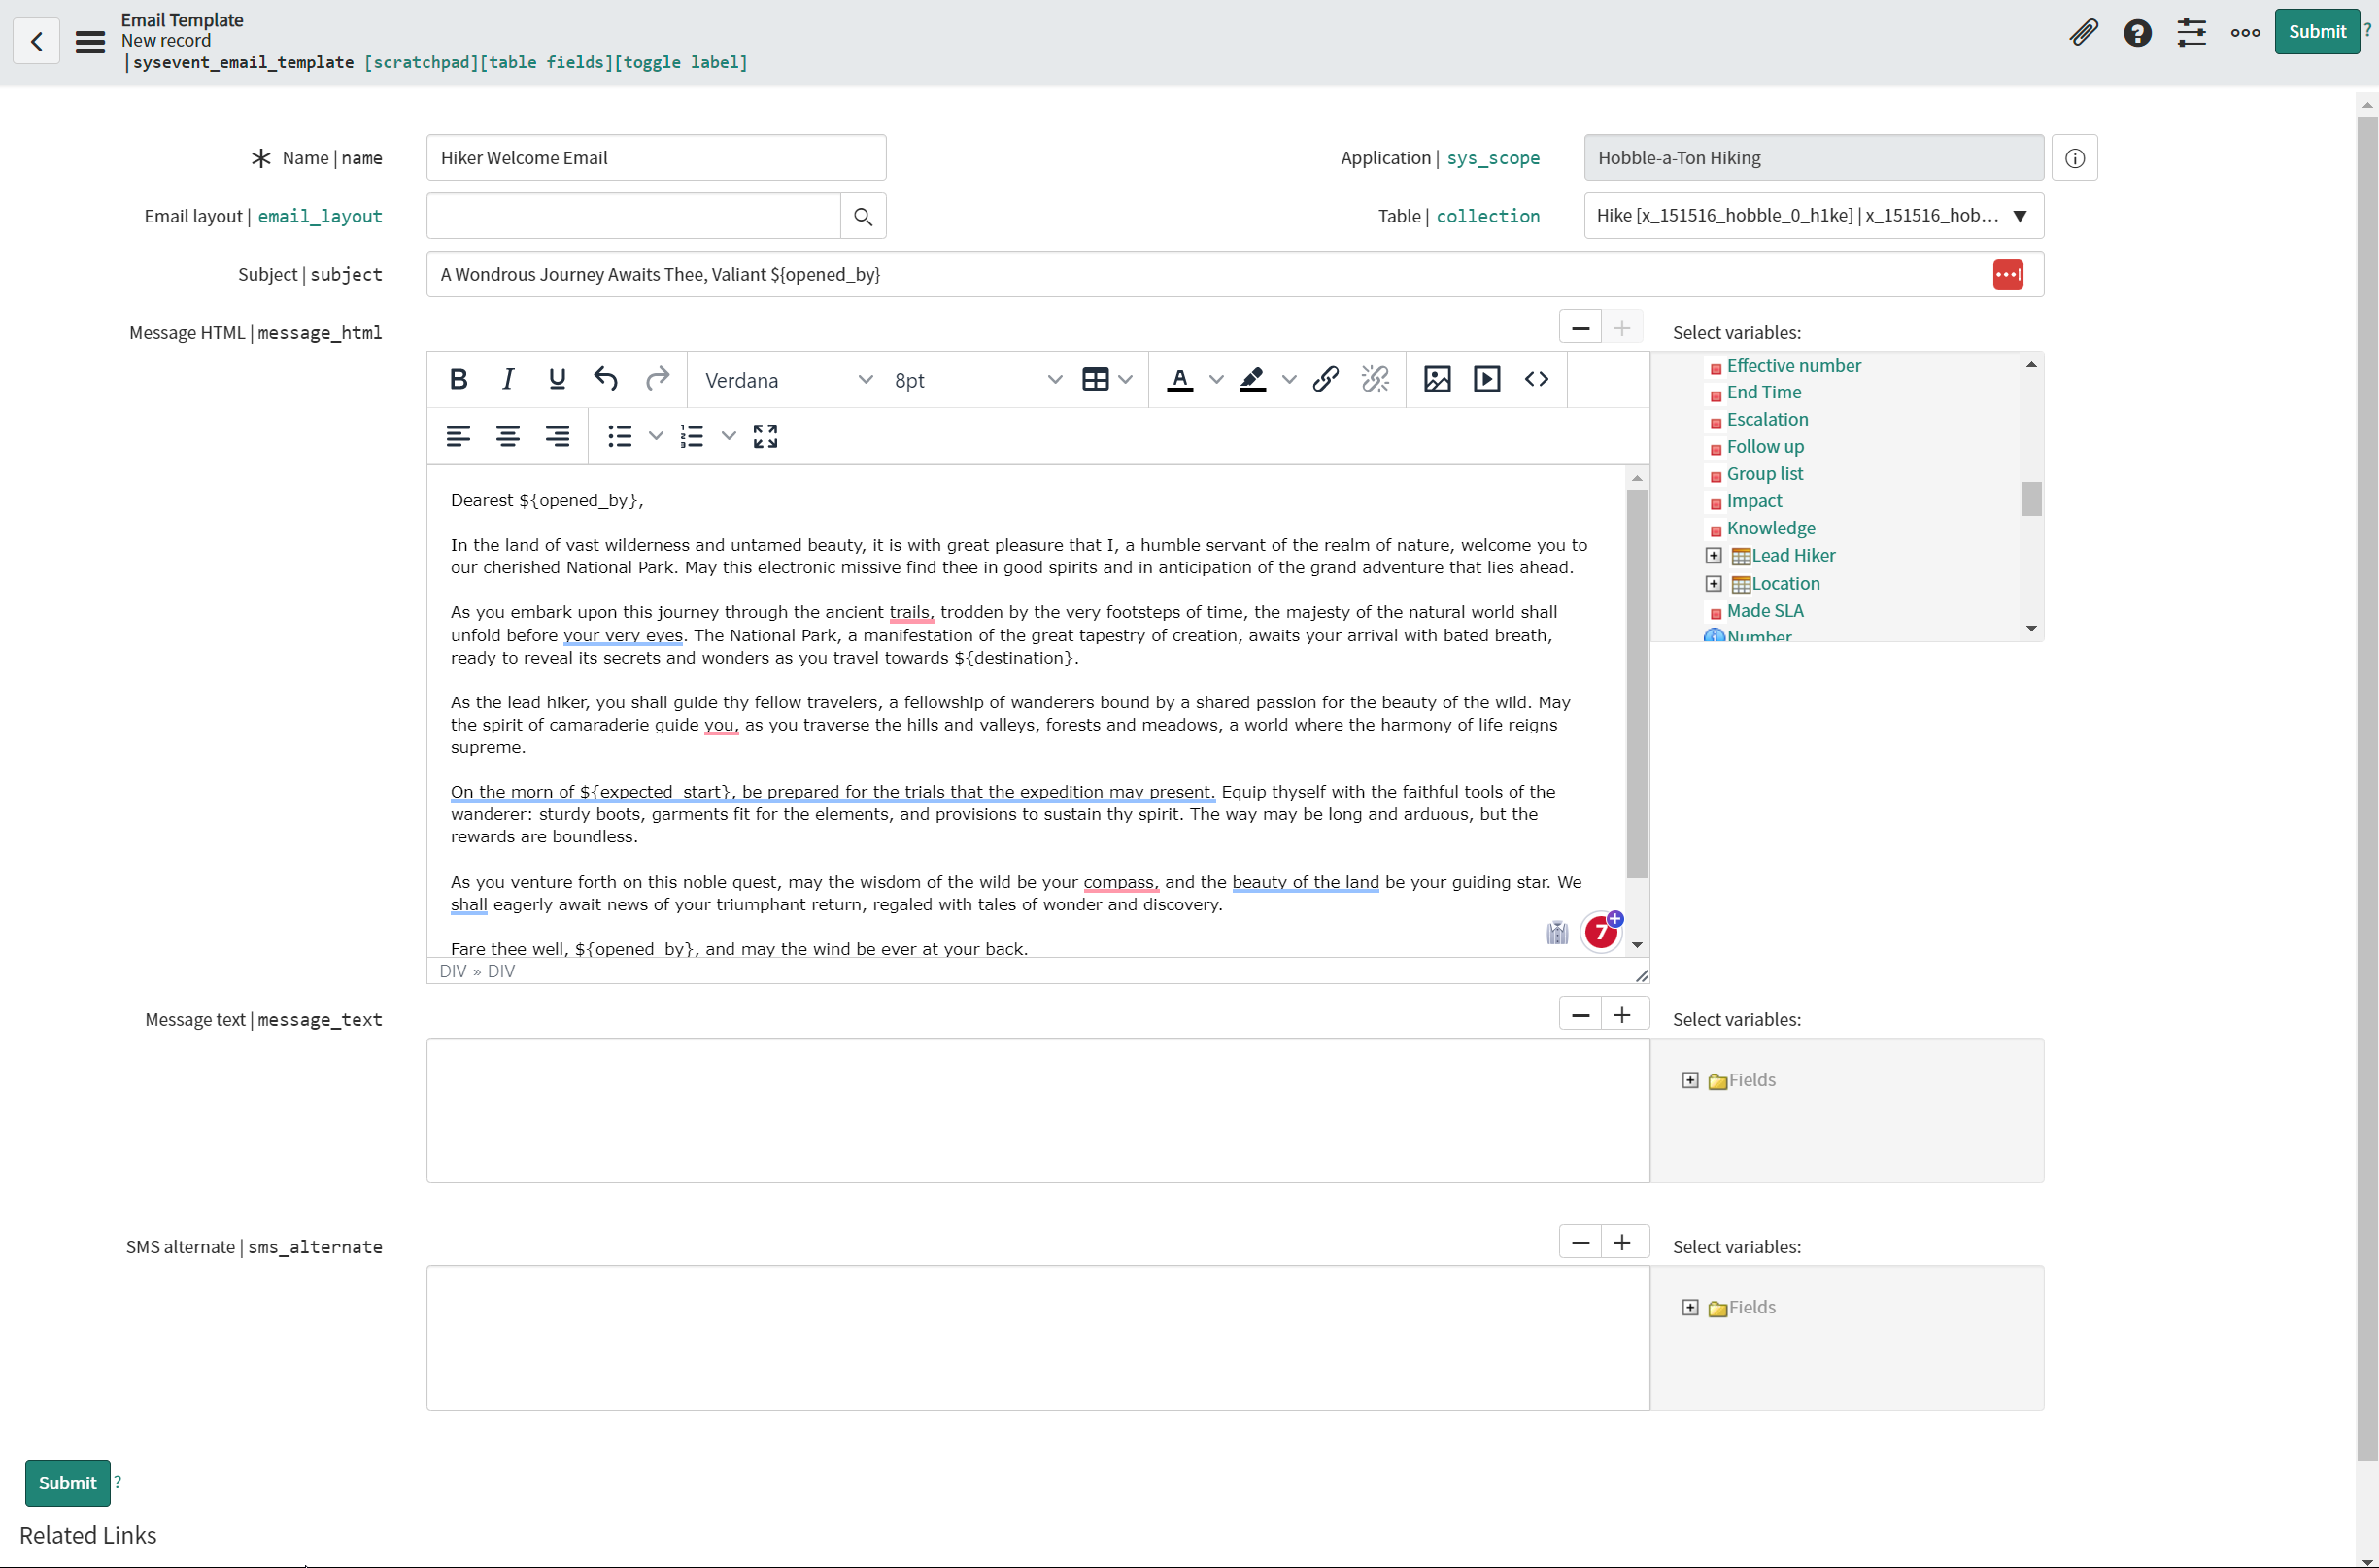 Email Template
New record
|sysevent_email_template [scratchpad][table fields][toggle label]
Submit ?
Name | name
Hiker Welcome Email
Application | sys_scope
Hobble-a-Ton Hiking
Email layout | email_layout
Table | collection
Hike [x_151516_hobble_0_h1ke] | x_151516_hob...
Subject | subject
A Wondrous Journey Awaits Thee, Valiant ${opened_by}
Message HTML | message_html
Select variables:
B I U Verdana 8pt A
Effective number
End Time
Escalation
Follow up
Group list
Impact
Knowledge
Lead Hiker
Location
Made SLA
Number
Dearest ${opened_by},
In the land of vast wilderness and untamed beauty, it is with great pleasure that I, a humble servant of the realm of nature, welcome you to
our cherished National Park. May this electronic missive find thee in good spirits and in anticipation of the grand adventure that lies ahead.
As you embark upon this journey through the ancient trails, trodden by the very footsteps of time, the majesty of the natural world shall
unfold before your very eyes. The National Park, a manifestation of the great tapestry of creation, awaits your arrival with bated breath,
ready to reveal its secrets and wonders as you travel towards ${destination}.
As the lead hiker, you shall guide thy fellow travelers, a fellowship of wanderers bound by a shared passion for the beauty of the wild. May
the spirit of camaraderie guide you, as you traverse the hills and valleys, forests and meadows, a world where the harmony of life reigns
supreme.
On the morn of ${expected_start}, be prepared for the trials that the expedition may present. Equip thyself with the faithful tools of the
wanderer: sturdy boots, garments fit for the elements, and provisions to sustain thy spirit. The way may be long and arduous, but the
rewards are boundless.
As you venture forth on this noble quest, may the wisdom of the wild be your compass, and the beauty of the land be your guiding star. We
shall eagerly await news of your triumphant return, regaled with tales of wonder and discovery.
Fare thee well, ${opened_by}, and may the wind be ever at your back.
7
DIV » DIV
Message text | message_text
Select variables:
Fields
SMS alternate | sms_alternate
Select variables:
Fields
Submit ?
Related Links